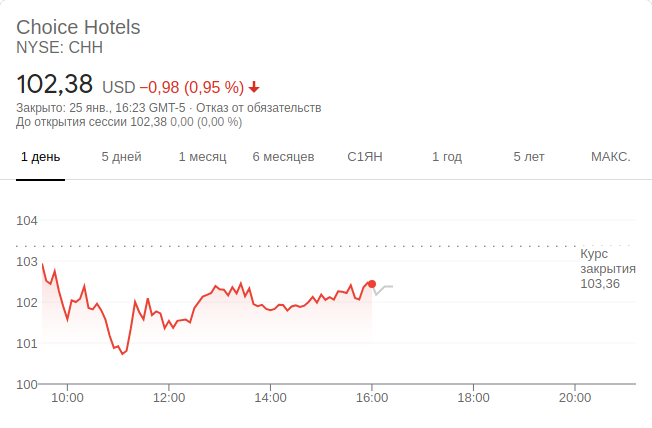 Choice Hotels
NYSE: CHH
102,38 USD −0,98 (0,95 %)
Закрыто: 25 янв., 16:23 GMT-5 · Отказ от обязательств
До открытия сессии 102,38 0,00 (0,00 %)
1 день 5 дней 1 месяц 6 месяцев С1ЯН 1 год 5 лет МАКС.
104
103
102
101
100
Курс
закрытия
103,36
10:00 12:00 14:00 16:00 18:00 20:00